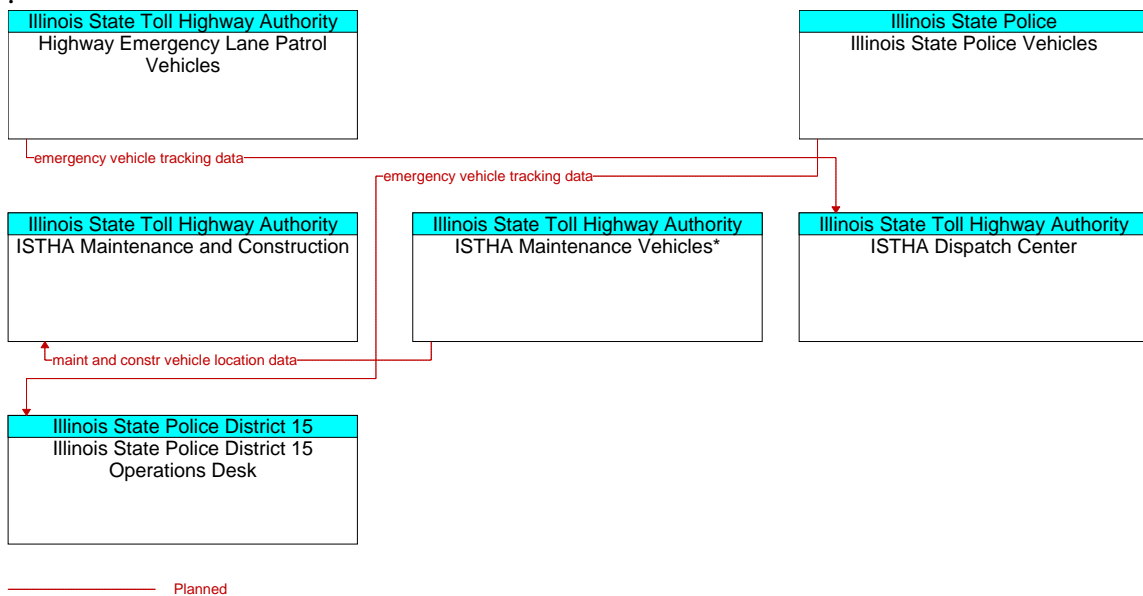 Illinois State Toll Highway Authority
Highway Emergency Lane Patrol
Vehicles
Illinois State Police
Illinois State Police Vehicles
emergency vehicle tracking data
emergency vehicle tracking data
Illinois State Toll Highway Authority
ISTHA Maintenance and Construction
Illinois State Toll Highway Authority
ISTHA Maintenance Vehicles*
Illinois State Toll Highway Authority
ISTHA Dispatch Center
maint and constr vehicle location data
Illinois State Police District 15
Illinois State Police District 15
Operations Desk
Planned